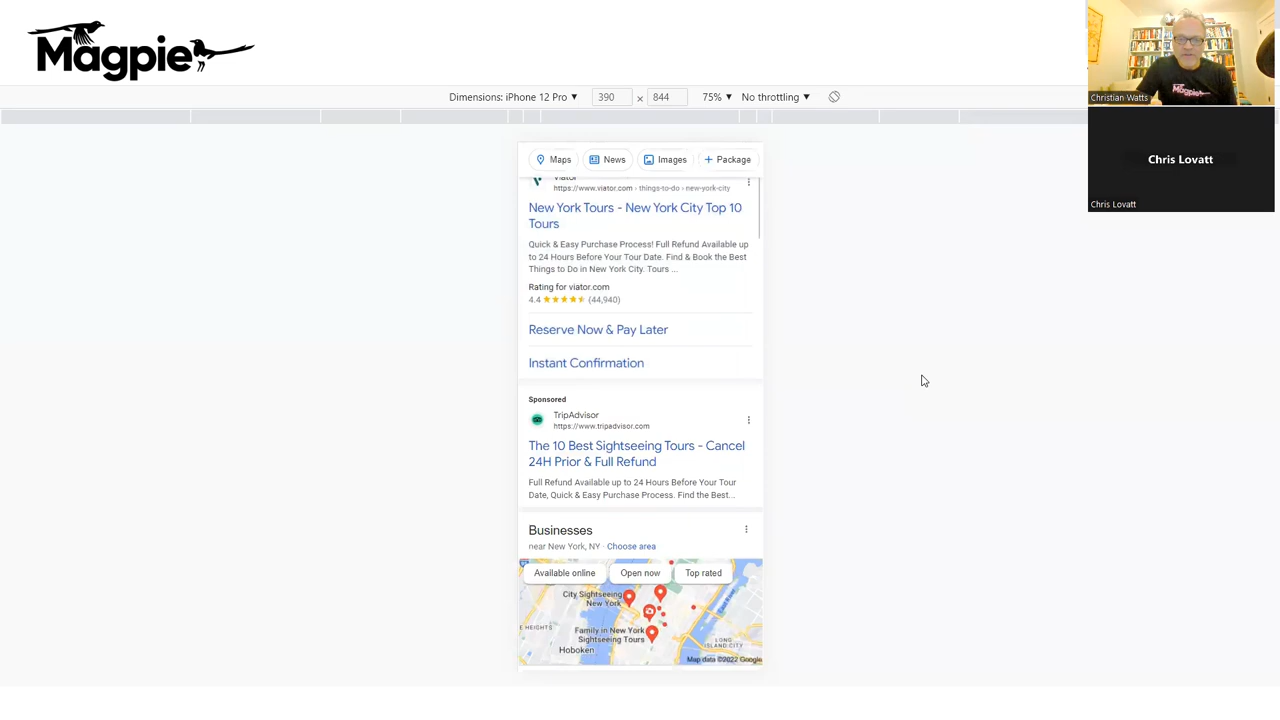 Magpie
Dimensions: iPhone 12 Pro ▼ 390 × 844 75% ▼ No throttling ▼
Christian Watts
Chris Lovatt
Chris Lovatt
Maps News Images + Package
Viator
https://www.viator.com › things-to-do › new-york-city
New York Tours - New York City Top 10
Tours
Quick & Easy Purchase Process! Full Refund Available up
to 24 Hours Before Your Tour Date. Find & Book the Best
Things to Do in New York City. Tours ...
Rating for viator.com
4.4 (44,940)
Reserve Now & Pay Later
Instant Confirmation
Sponsored
TripAdvisor
https://www.tripadvisor.com
The 10 Best Sightseeing Tours - Cancel
24H Prior & Full Refund
Full Refund Available up to 24 Hours Before Your Tour
Date, Quick & Easy Purchase Process. Find the Best...
Businesses
near New York, NY · Choose area
Available online Open now Top rated
City Sightseeing
New York
E HEIGHTS
Family in New York
Sightseeing Tours
Hoboken
East River
LONG
ISLAND CITY
Map data ©2022 Google